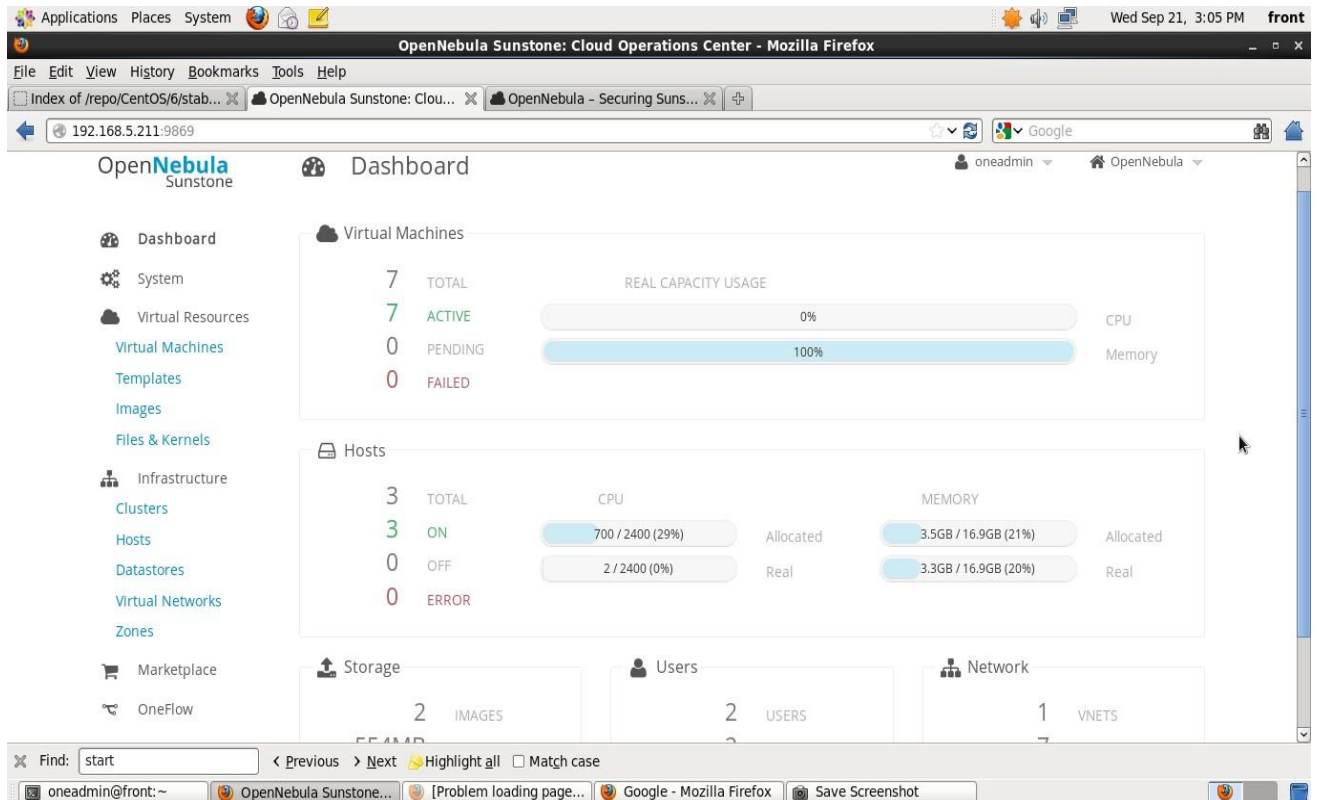 Applications Places System Wed Sep 21, 3:05 PM front
OpenNebula Sunstone: Cloud Operations Center - Mozilla Firefox
File Edit View History Bookmarks Tools Help
Index of /repo/CentOS/6/stab... OpenNebula Sunstone: Clou... OpenNebula – Securing Suns...
192.168.5.211:9869 Google
OpenNebula
Sunstone
Dashboard
oneadmin
OpenNebula
Dashboard
System
Virtual Resources
Virtual Machines
Templates
Images
Files & Kernels
Infrastructure
Clusters
Hosts
Datastores
Virtual Networks
Zones
Marketplace
OneFlow
Virtual Machines
7 TOTAL
7 ACTIVE
0 PENDING
0 FAILED
REAL CAPACITY USAGE
0% CPU
100% Memory
Hosts
3 TOTAL
3 ON
0 OFF
0 ERROR
CPU
700 / 2400 (29%) Allocated
2 / 2400 (0%) Real
MEMORY
3.5GB / 16.9GB (21%) Allocated
3.3GB / 16.9GB (20%) Real
Storage
2 IMAGES
Users
2 USERS
Network
1 VNETS
Find: start Previous Next Highlight all Match case
oneadmin@front:~ OpenNebula Sunstone... [Problem loading page... Google - Mozilla Firefox Save Screenshot